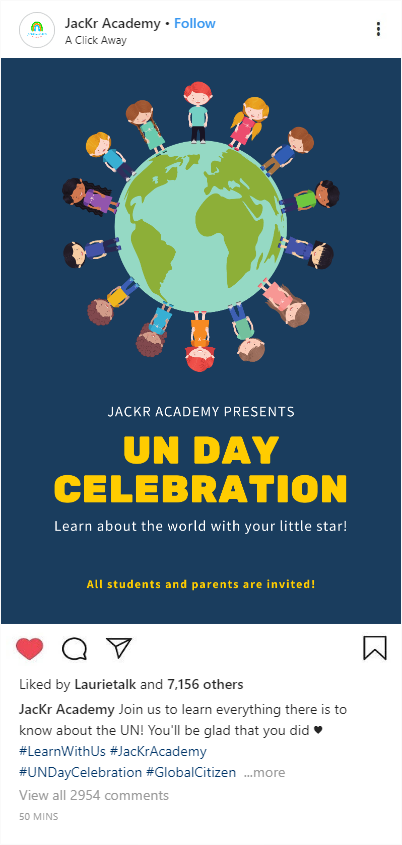 JacKr Academy • Follow
A Click Away
JACKR ACADEMY PRESENTS
UN DAY
CELEBRATION
Learn about the world with your little star!
All students and parents are invited!
Liked by Laurietalk and 7,156 others
JacKr Academy Join us to learn everything there is to
know about the UN! You'll be glad that you did ♥
#LearnWithUs #JacKrAcademy
#UNDayCelebration #GlobalCitizen ...more
View all 2954 comments
50 MINS